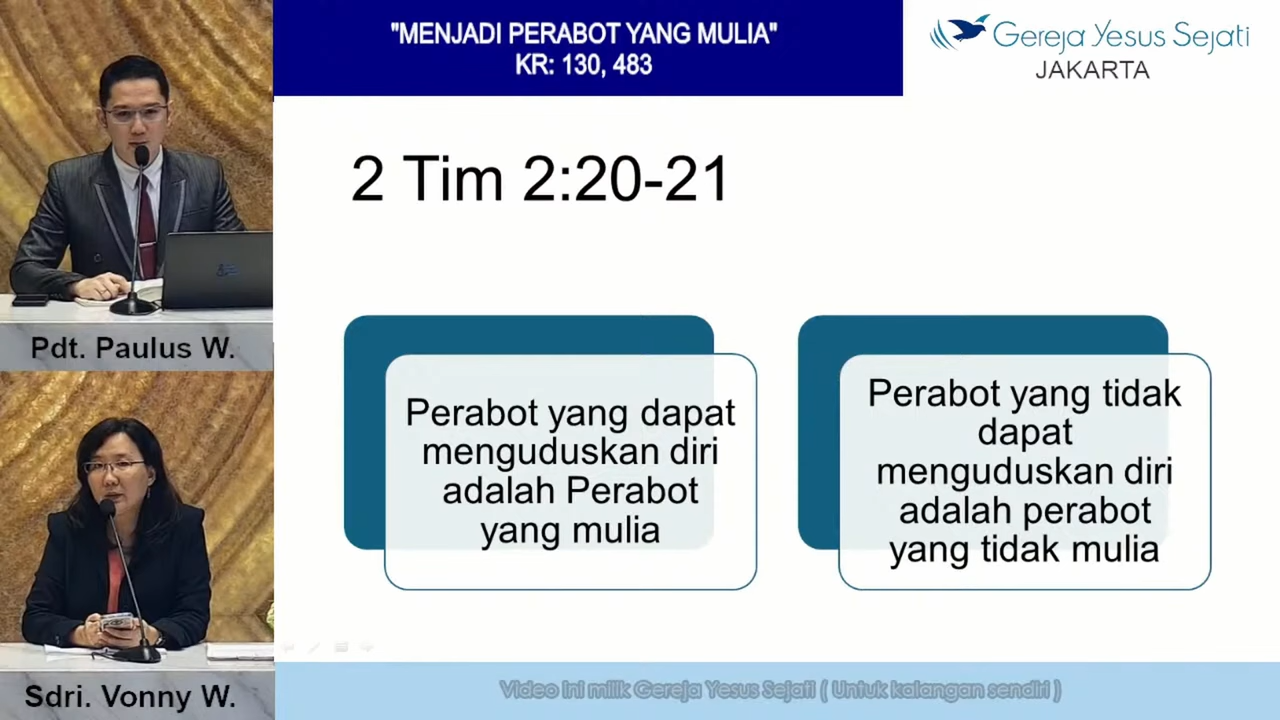 "MENJADI PERABOT YANG MULIA"
KR: 130, 483
Gereja Yesus Sejati
JAKARTA
2 Tim 2:20-21
Perabot yang dapat
menguduskan diri
adalah Perabot
yang mulia
Perabot yang tidak
dapat
menguduskan diri
adalah perabot
yang tidak mulia
Pdt. Paulus W.
Sdri. Vonny W.
Video ini milik Gereja Yesus Sejati ( Untuk kalangan sendiri )